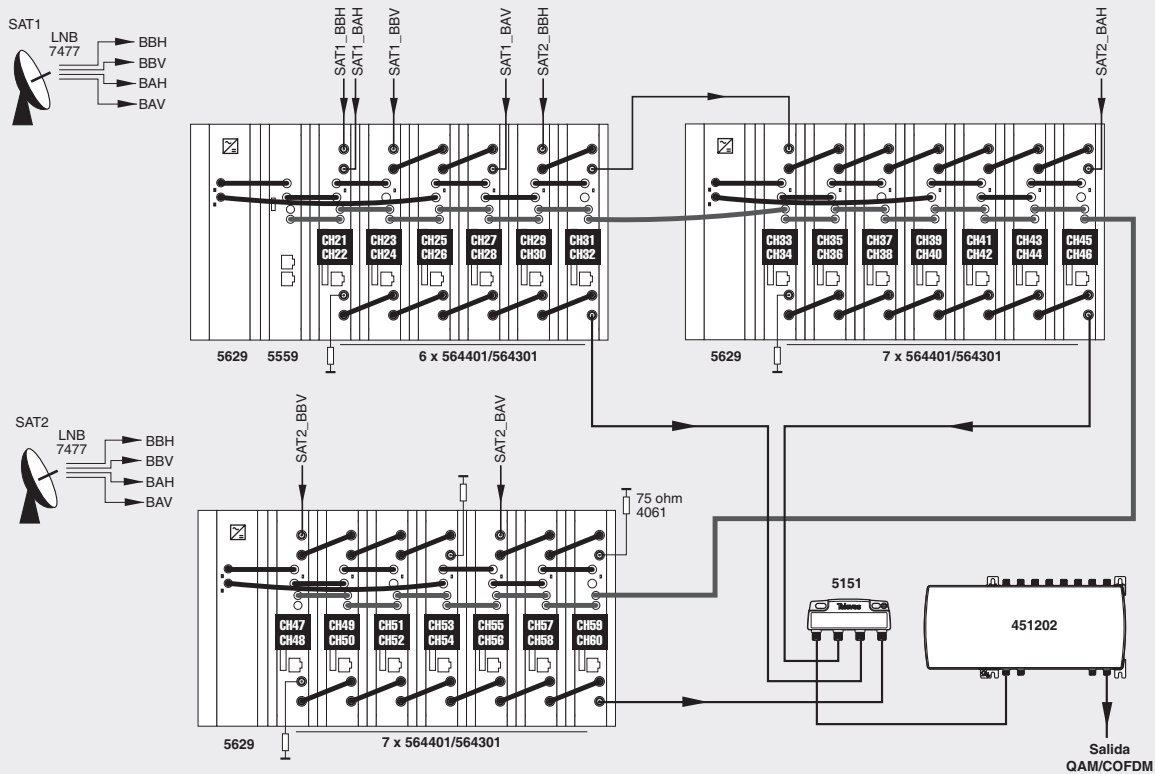 SAT1
LNB
7477
BBH
BBV
BAH
BAV
SAT1_BBH
SAT1_BAH
SAT1_BBV
SAT1_BAV
SAT2_BBH
SAT2_BAH
CH21
CH22
CH23
CH24
CH25
CH26
CH27
CH28
CH29
CH30
CH31
CH32
5629
5559
6 x 564401/564301
CH33
CH34
CH35
CH36
CH37
CH38
CH39
CH40
CH41
CH42
CH43
CH44
CH45
CH46
5629
7 x 564401/564301
SAT2
LNB
7477
BBH
BBV
BAH
BAV
SAT2_BBV
SAT2_BAV
75 ohm
4061
CH47
CH48
CH49
CH50
CH51
CH52
CH53
CH54
CH55
CH56
CH57
CH58
CH59
CH60
5629
7 x 564401/564301
5151
Televes
451202
Salida
QAM/COFDM